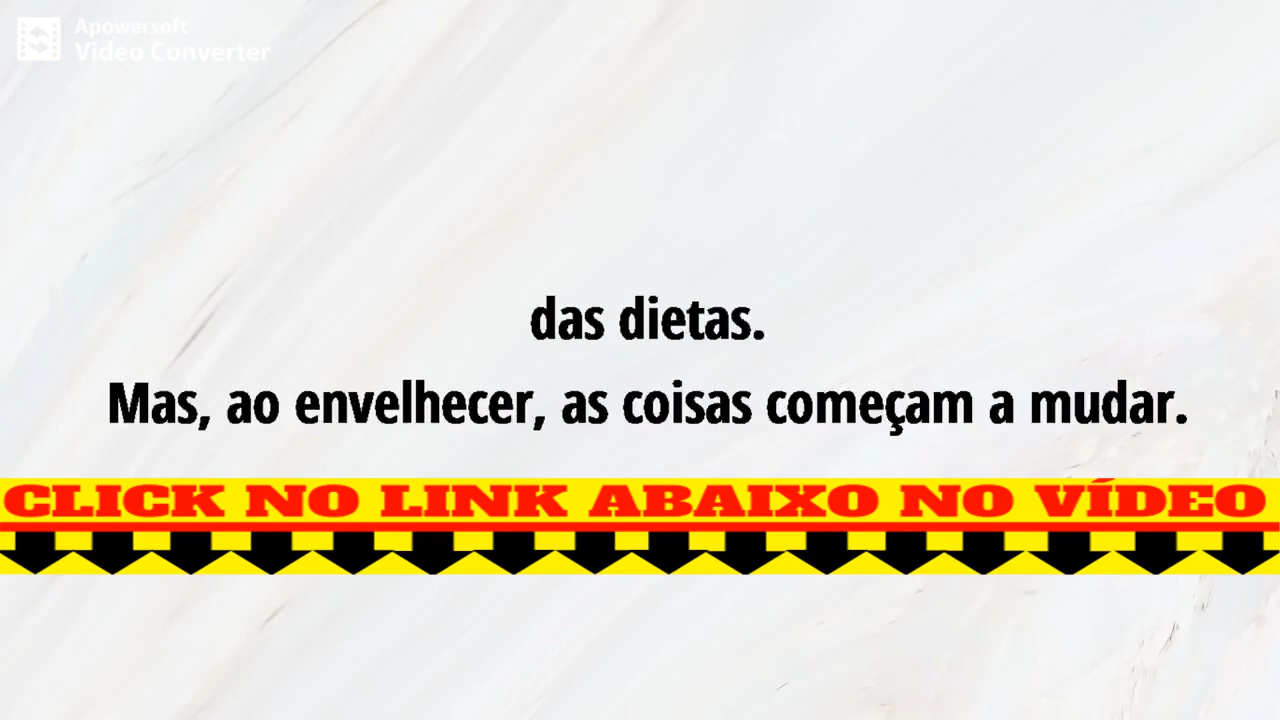 Apowersoft
Video Converter
das dietas.
Mas, ao envelhecer, as coisas começam a mudar.
CLICK NO LINK ABAIXO NO VÍDEO